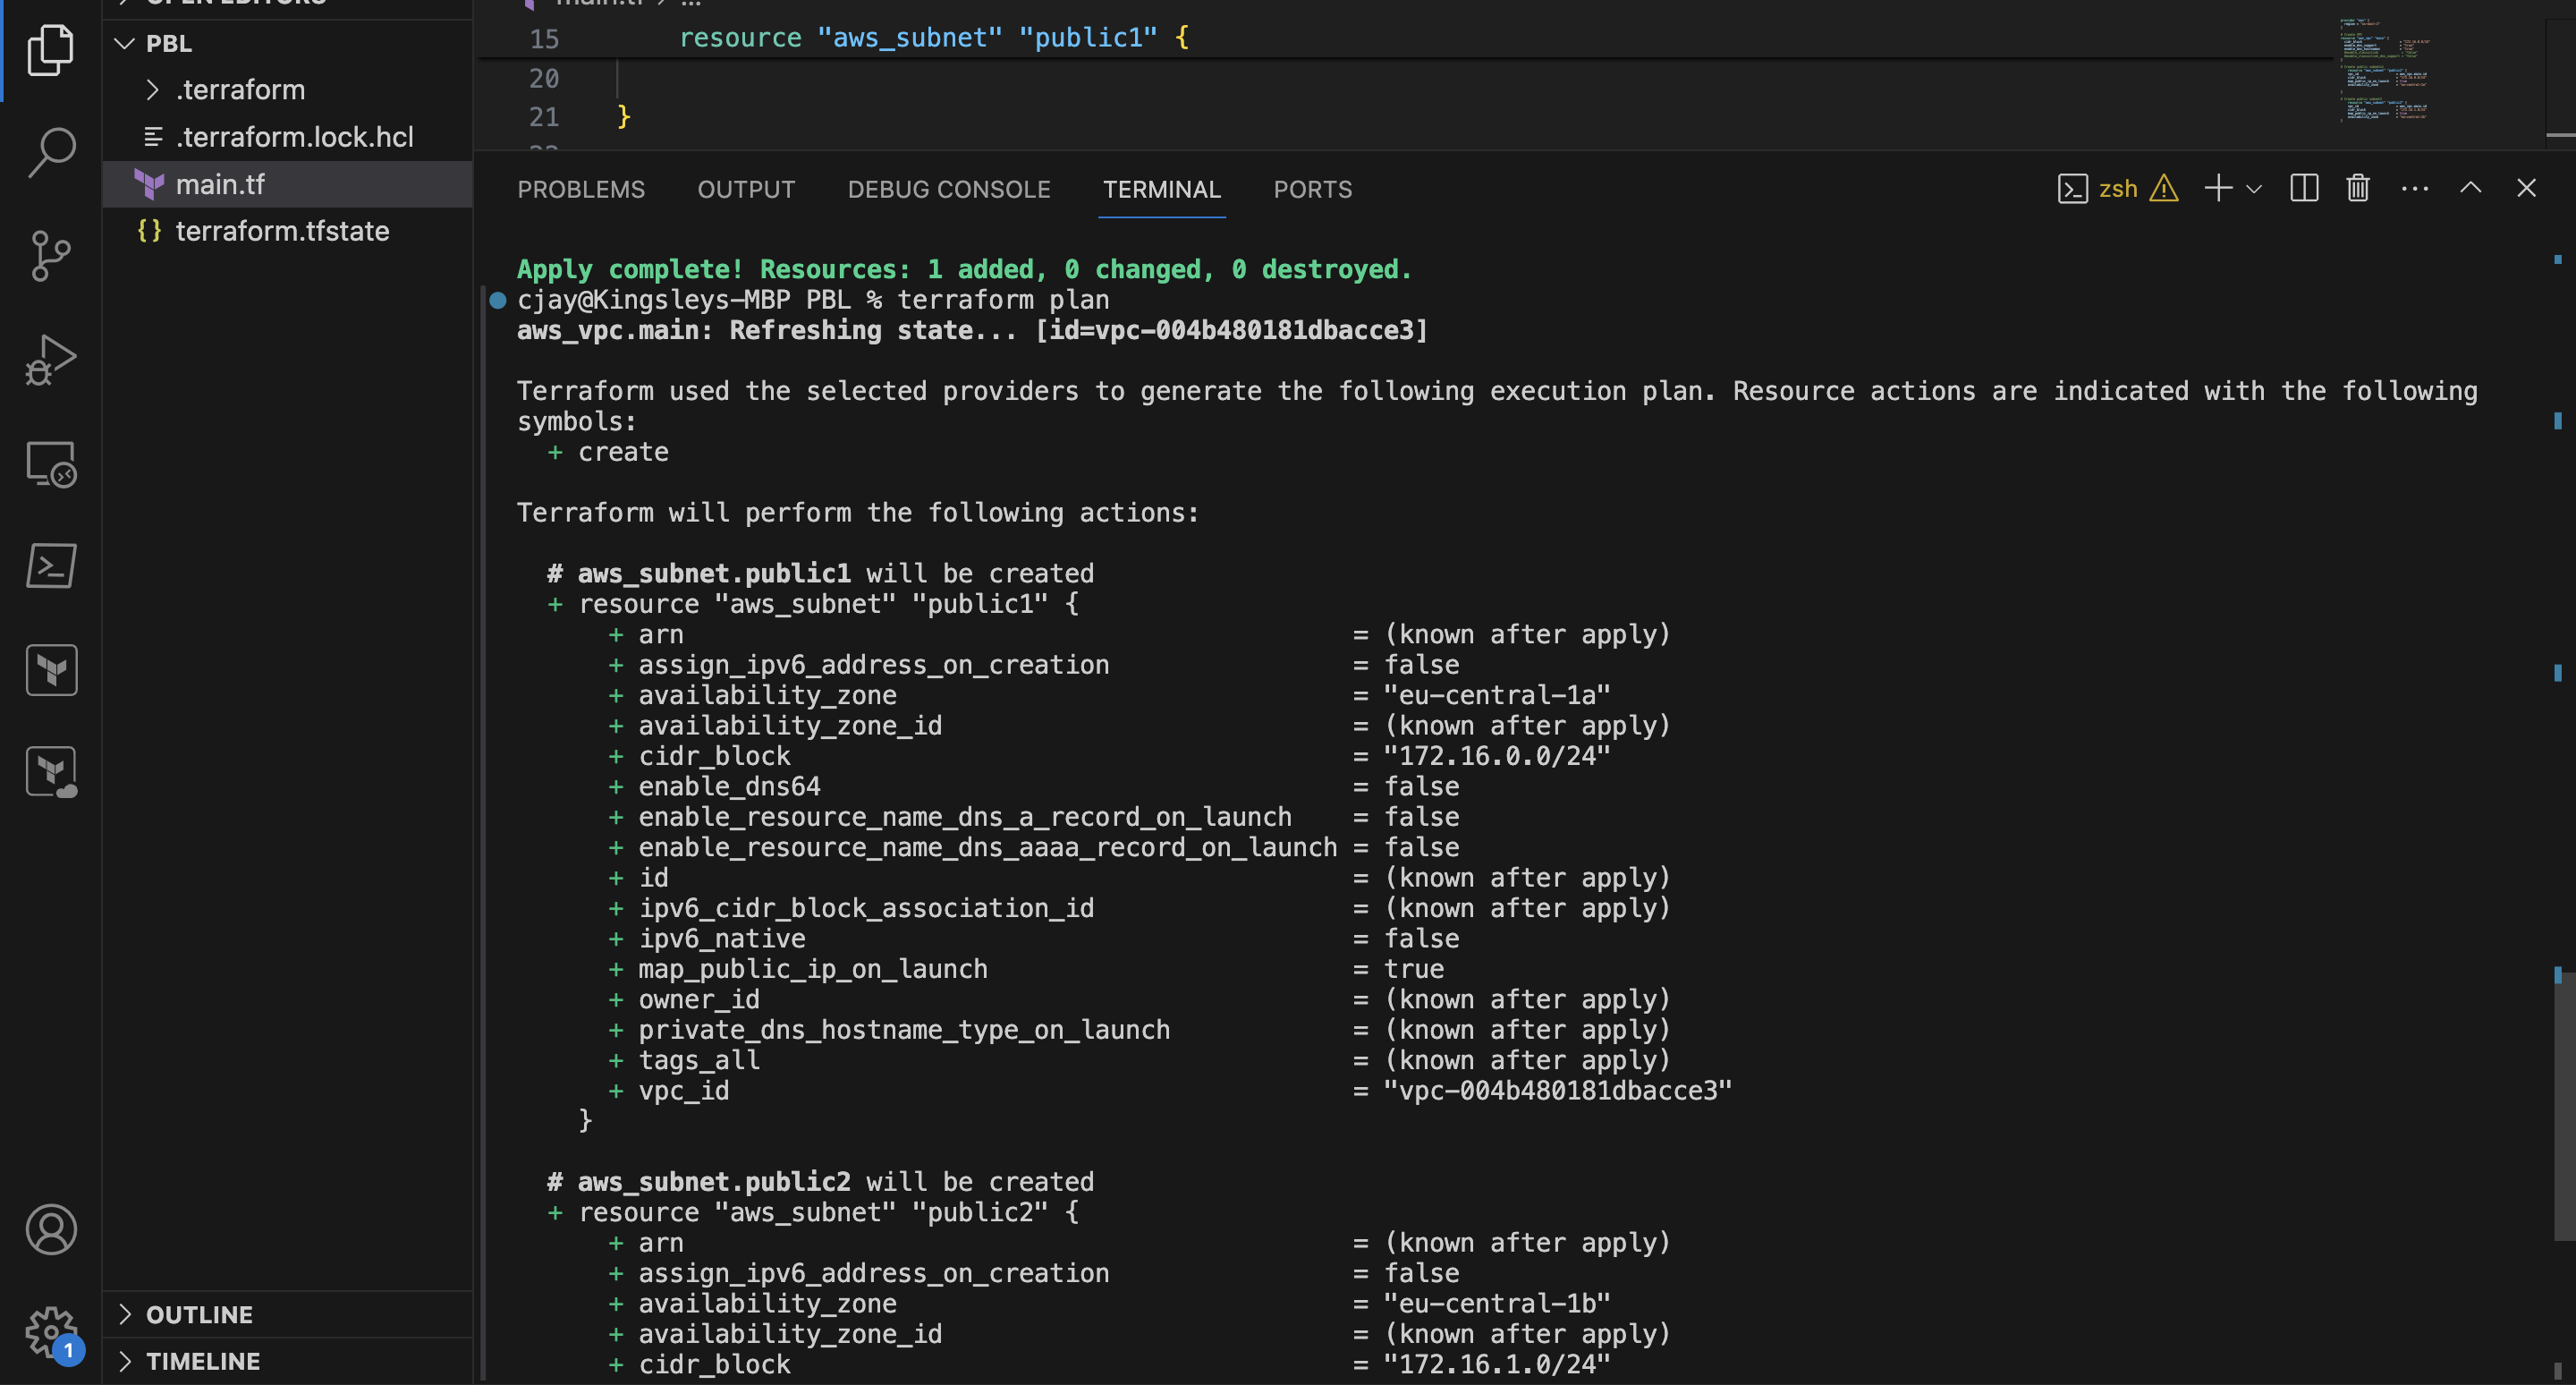 PBL
.terraform
.terraform.lock.hcl
main.tf
terraform.tfstate
OUTLINE
TIMELINE
1
15 resource "aws_subnet" "public1" {
20
21 }
PROBLEMS OUTPUT DEBUG CONSOLE TERMINAL PORTS
zsh
Apply complete! Resources: 1 added, 0 changed, 0 destroyed.
cjay@Kingsleys-MBP PBL % terraform plan
aws_vpc.main: Refreshing state... [id=vpc-004b480181dbacce3]
Terraform used the selected providers to generate the following execution plan. Resource actions are indicated with the following
symbols:
+ create
Terraform will perform the following actions:
# aws_subnet.public1 will be created
+ resource "aws_subnet" "public1" {
+ arn = (known after apply)
+ assign_ipv6_address_on_creation = false
+ availability_zone = "eu-central-1a"
+ availability_zone_id = (known after apply)
+ cidr_block = "172.16.0.0/24"
+ enable_dns64 = false
+ enable_resource_name_dns_a_record_on_launch = false
+ enable_resource_name_dns_aaaa_record_on_launch = false
+ id = (known after apply)
+ ipv6_cidr_block_association_id = (known after apply)
+ ipv6_native = false
+ map_public_ip_on_launch = true
+ owner_id = (known after apply)
+ private_dns_hostname_type_on_launch = (known after apply)
+ tags_all = (known after apply)
+ vpc_id = "vpc-004b480181dbacce3"
}
# aws_subnet.public2 will be created
+ resource "aws_subnet" "public2" {
+ arn = (known after apply)
+ assign_ipv6_address_on_creation = false
+ availability_zone = "eu-central-1b"
+ availability_zone_id = (known after apply)
+ cidr_block = "172.16.1.0/24"